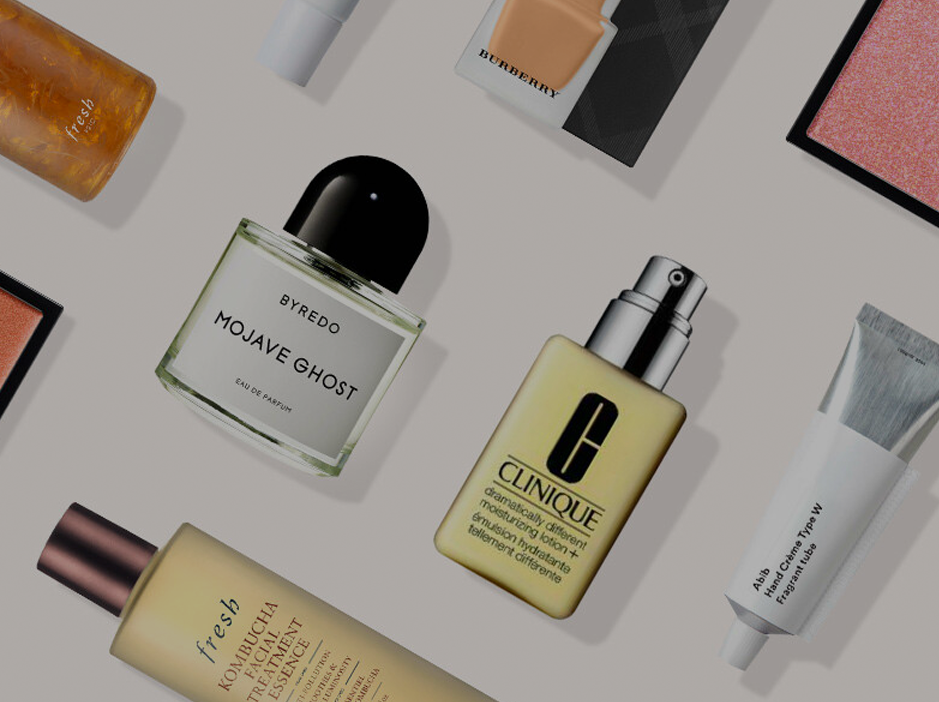 fresh
BURBERRY
BYREDO
MOJAVE GHOST
EAU DE PARFUM
CLINIQUE
dramatically different
moisturizing lotion+
émulsion hydratante
tellement différente
Abib
Hand Crème Type W
Fragrant tube
fresh
KOMBUCHA
FACIAL
TREATMENT
ESSENCE